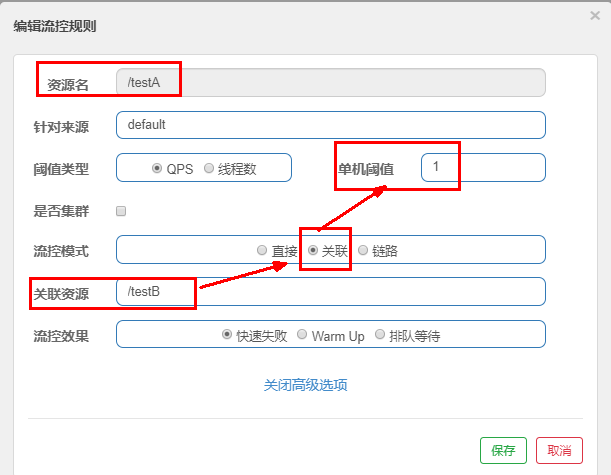 编辑流控规则
×
资源名 /testA
针对来源 default
阈值类型 QPS 线程数 单机阈值 1
是否集群
流控模式 直接 关联 链路
关联资源 /testB
流控效果 快速失败 Warm Up 排队等待
关闭高级选项
保存 取消